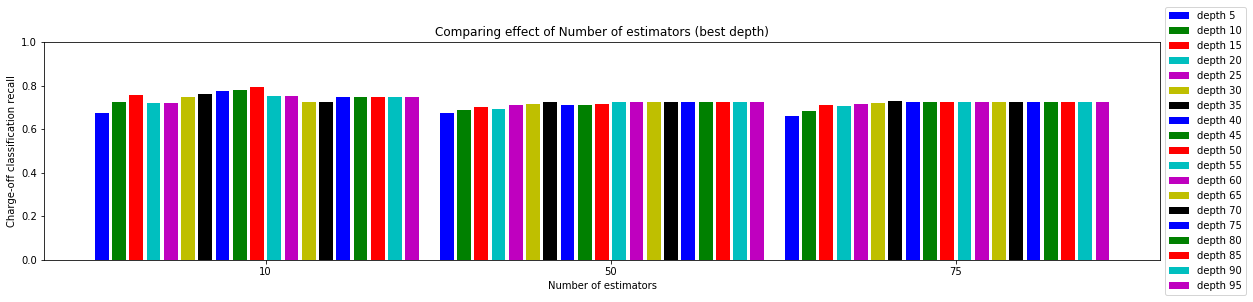 Comparing effect of Number of estimators (best depth)
Charge-off classification recall
1.0
0.8
0.6
0.4
0.2
0.0
10
50
75
Number of estimators
depth 5
depth 10
depth 15
depth 20
depth 25
depth 30
depth 35
depth 40
depth 45
depth 50
depth 55
depth 60
depth 65
depth 70
depth 75
depth 80
depth 85
depth 90
depth 95